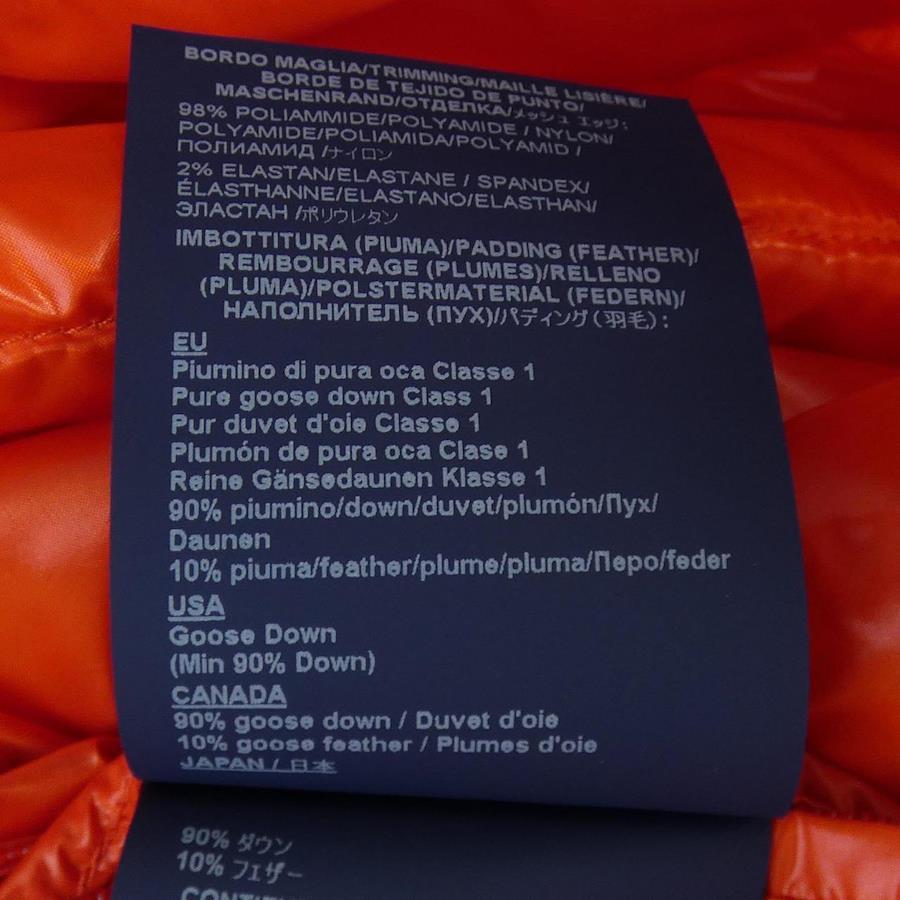 BORDO MAGLIA/TRIMMING/MAILLE LISIÈRE/
BORDE DE TEJIDO DE PUNTO/
MASCHENRAND/ОТДЕЛКА/メッシュ エッジ:
98% POLIAMMIDE/POLYAMIDE / NYLON/
POLYAMIDE/POLIAMIDA/POLYAMID /
ПОЛИАМИД /ナイロン
2% ELASTAN/ELASTANE / SPANDEX/
ÉLASTHANNE/ELASTANO/ELASTHAN/
ЭЛАСТАН /ポリウレタン
IMBOTTITURA (PIUMA)/PADDING (FEATHER)/
REMBOURRAGE (PLUMES)/RELLENO
(PLUMA)/POLSTERMATERIAL (FEDERN)/
НАПОЛНИТЕЛЬ (ПУХ)/パディング(羽毛):
EU
Piumino di pura oca Classe 1
Pure goose down Class 1
Pur duvet d'oie Classe 1
Plumón de pura oca Clase 1
Reine Gänsedaunen Klasse 1
90% piumino/down/duvet/plumón/Пух/
Daunen
10% piuma/feather/plume/pluma/Перо/feder
USA
Goose Down
(Min 90% Down)
CANADA
90% goose down / Duvet d'oie
10% goose feather / Plumes d'oie
JAPAN / 日本
90% ダウン
10% フェザー